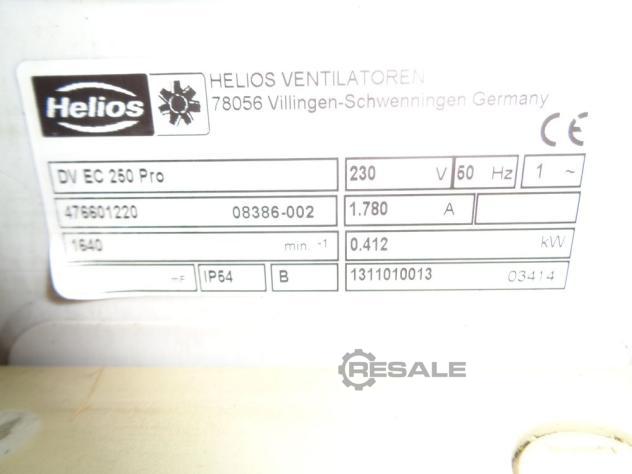 Helios
HELIOS VENTILATOREN
78056 Villingen-Schwenningen Germany
CE
DV EC 250 Pro 230 V 50 Hz 1 ~
476601220 08386-002 1.780 A
1640 min. -1 0.412 kW
IP54 B 1311010013 03414
RESALE